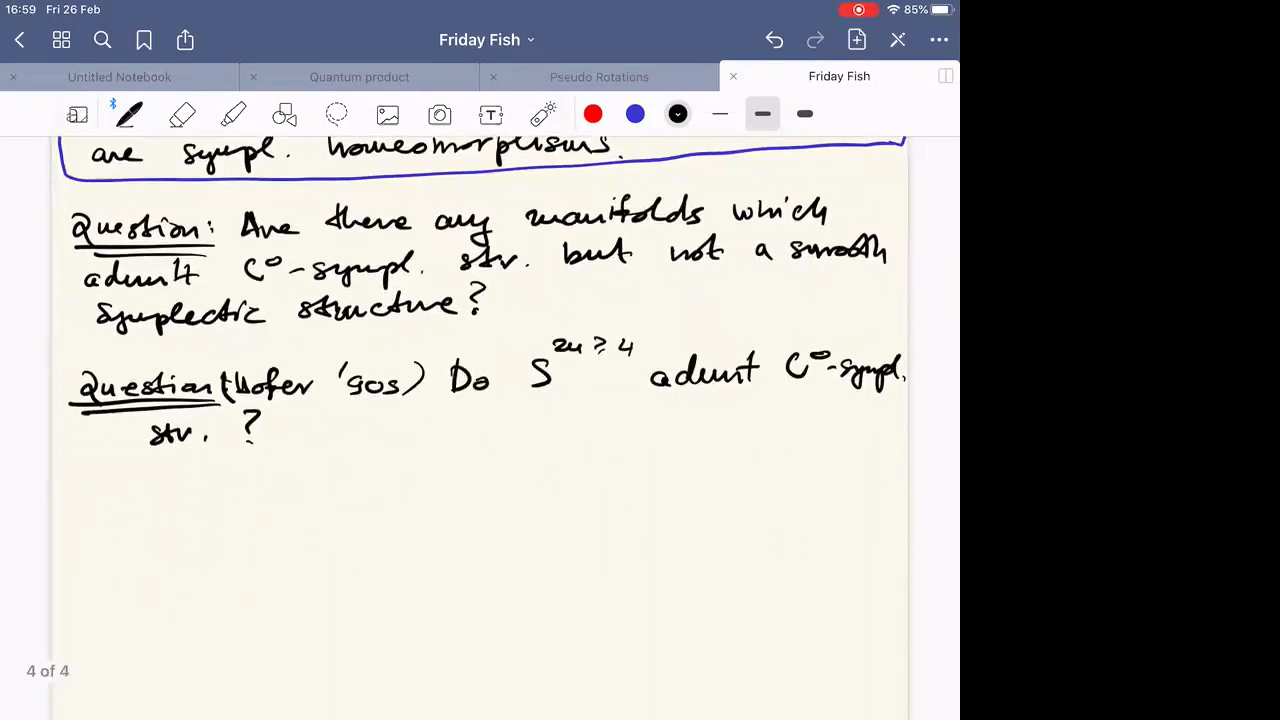 16:59 Fri 26 Feb
85%
Friday Fish
Untitled Notebook
Quantum product
Pseudo Rotations
Friday Fish
are sympl. homeomorphisms.
Question: Are there any manifolds which
admit C⁰-sympl. str. but not a smooth
symplectic structure?
Question (Hofer '90s) Do S^{2n ≥ 4} admit C⁰-sympl.
str. ?
4 of 4